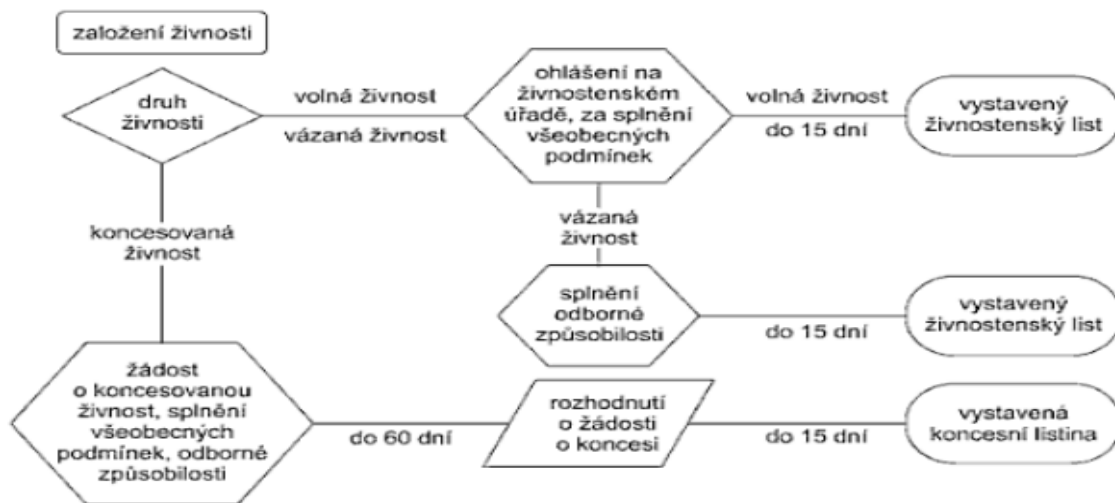 založení živnosti
druh
živnosti
volná živnost
vázaná živnost
ohlášení na
živnostenském
úřadě, za splnění
všeobecných
podmínek
volná živnost
do 15 dní
vystavený
živnostenský list
koncesovaná
živnost
vázaná
živnost
splnění
odborné
způsobilosti
do 15 dní
vystavený
živnostenský list
žádost
o koncesovanou
živnost, splnění
všeobecných
podmínek, odborné
způsobilosti
do 60 dní
rozhodnutí
o žádosti
o koncesi
do 15 dní
vystavená
koncesní listina